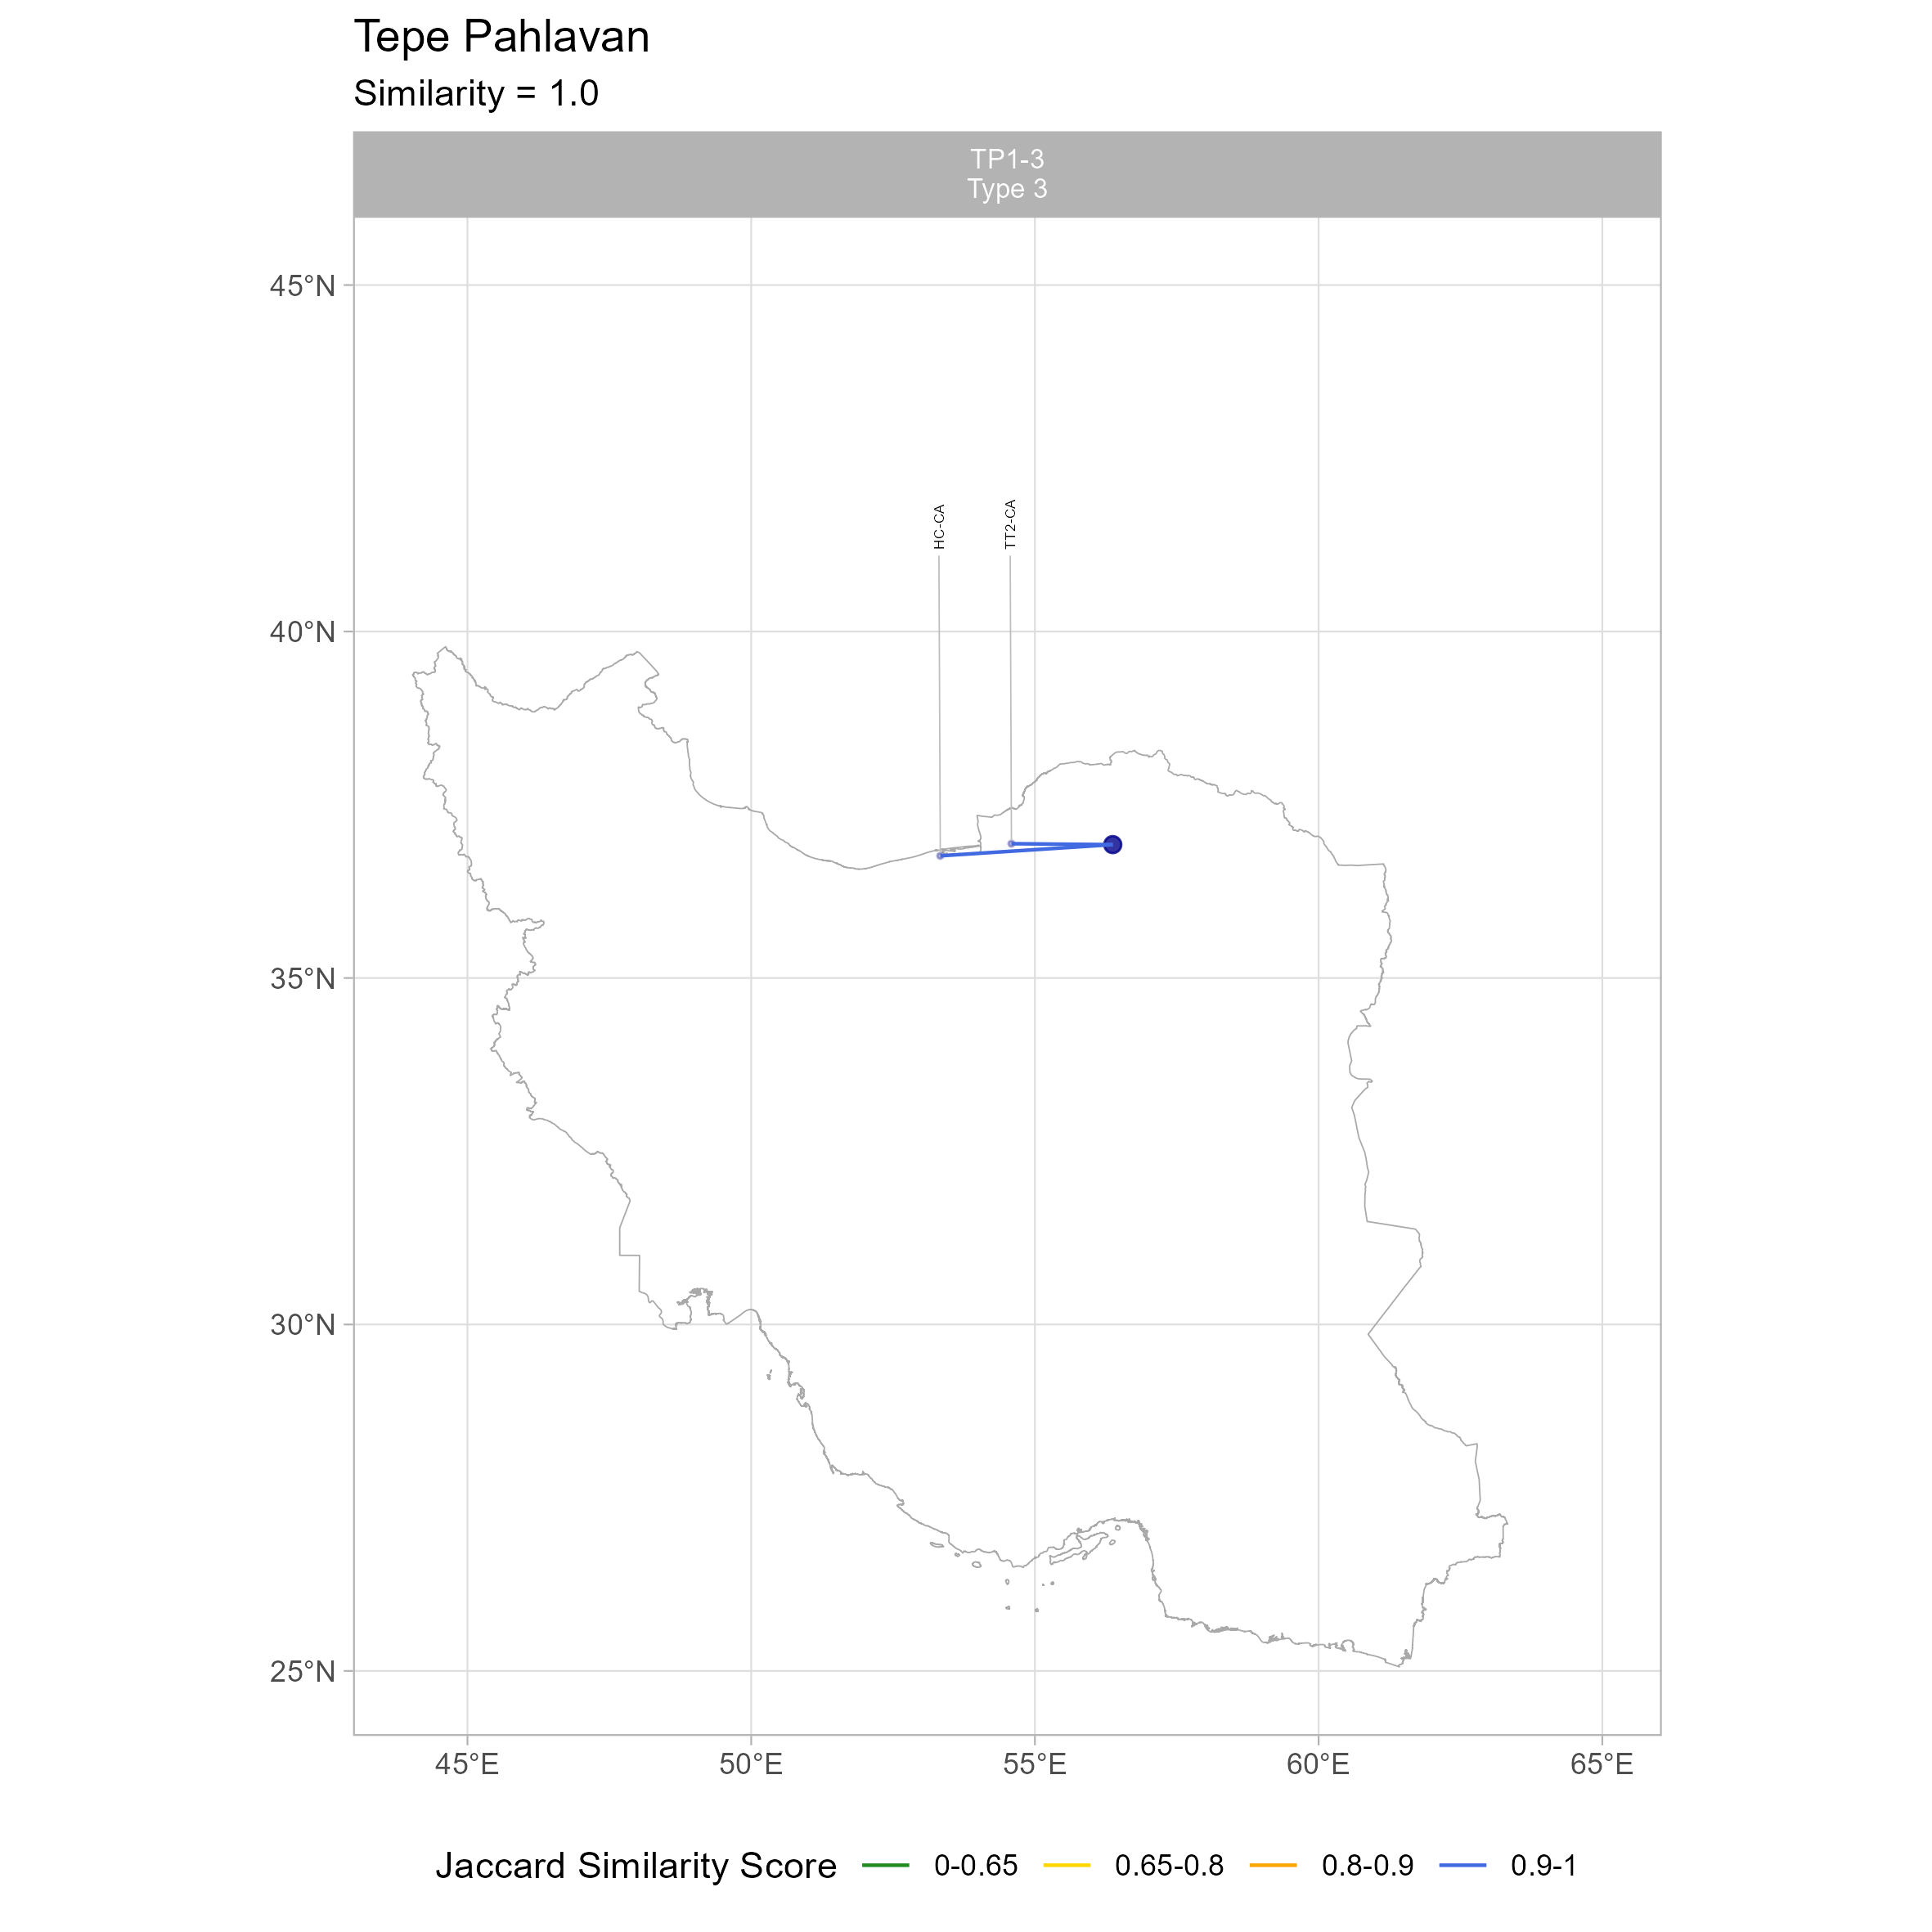 Tepe Pahlavan
Similarity = 1.0
TP1-3
Type 3
45°N
40°N
35°N
30°N
25°N
HC-CA
TT2-CA
45°E
50°E
55°E
60°E
65°E
Jaccard Similarity Score 0-0.65 0.65-0.8 0.8-0.9 0.9-1